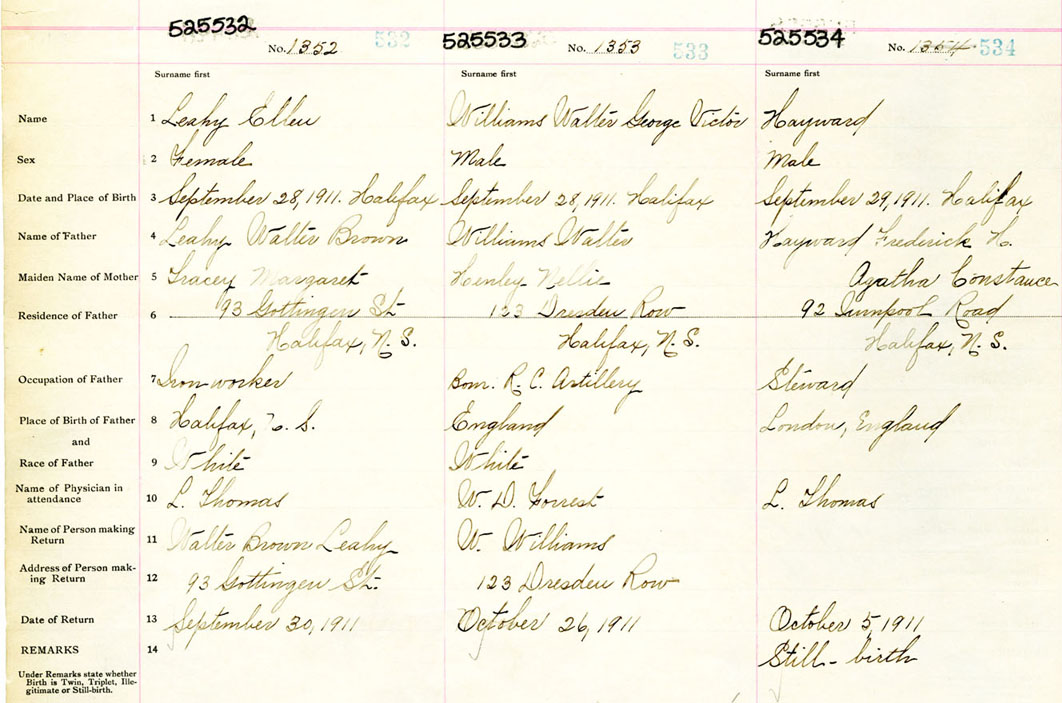 525532 525533 525534
No. 1352 532 No. 1353 533 No. 1354 534
Surname first Surname first Surname first
Name 1 Leahy Ellen Williams Walter George Victor Hayward
Sex 2 Female Male Male
Date and Place of Birth 3 September 28, 1911. Halifax September 28, 1911. Halifax September 29, 1911. Halifax
Name of Father 4 Leahy Walter Brown Williams Walter Hayward Frederick H.
Maiden Name of Mother 5 Tracey Margaret Henley Nellie Agatha Constance
Residence of Father 6 93 Gottingen St 123 Dresden Row 92 Road
Halifax, N. S. Halifax, N. S. Halifax, N. S.
Occupation of Father 7 Iron worker Bom. R. C. Artillery Steward
Place of Birth of Father 8 Halifax, N. S. England London, England
and
Race of Father 9 White White
Name of Physician in
attendance 10 L. Thomas W. D. Forrest L. Thomas
Name of Person making
Return 11 Walter Brown Leahy W. Williams
Address of Person mak-
ing Return 12 93 Gottingen St. 123 Dresden Row
Date of Return 13 September 30, 1911 October 26, 1911 October 5, 1911
REMARKS 14 Still-birth
Under Remarks state whether
Birth is Twin, Triplet, Ille-
gitimate or Still-birth.